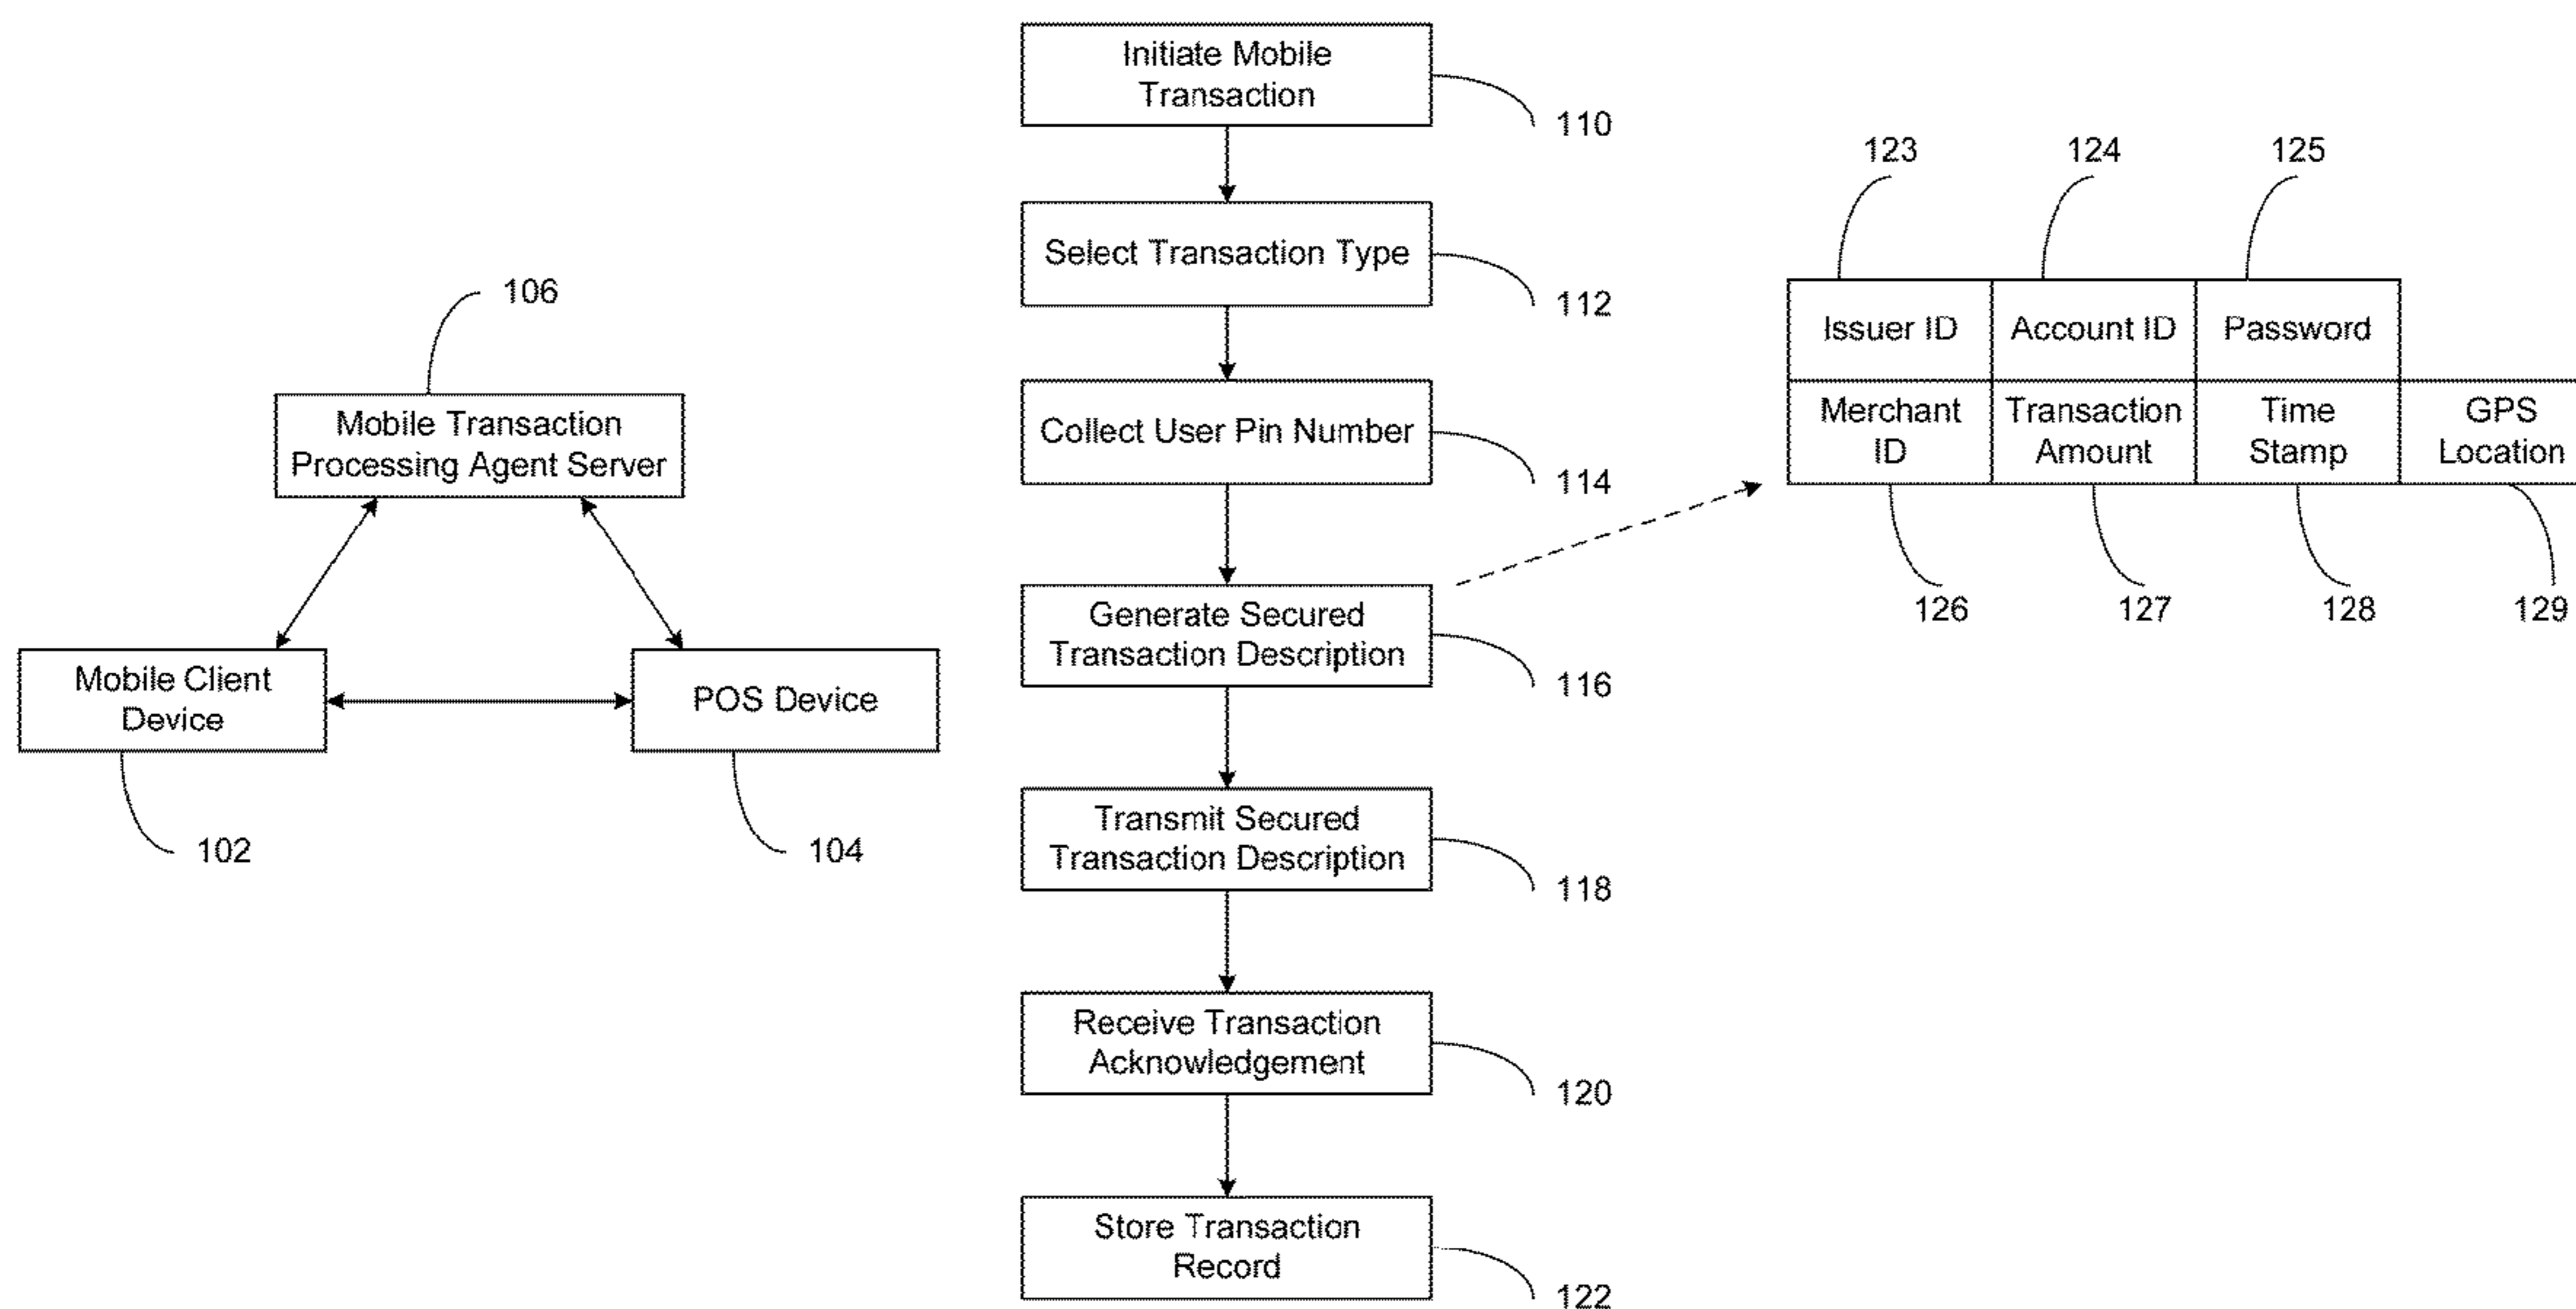 106
Mobile Transaction
Processing Agent Server
Mobile Client
Device
POS Device
102
104
Initiate Mobile
Transaction
110
Select Transaction Type
112
Collect User Pin Number
114
Generate Secured
Transaction Description
116
Transmit Secured
Transaction Description
118
Receive Transaction
Acknowledgement
120
Store Transaction
Record
122
123
124
125
Issuer ID
Account ID
Password
Merchant
ID
Transaction
Amount
Time
Stamp
GPS
Location
126
127
128
129